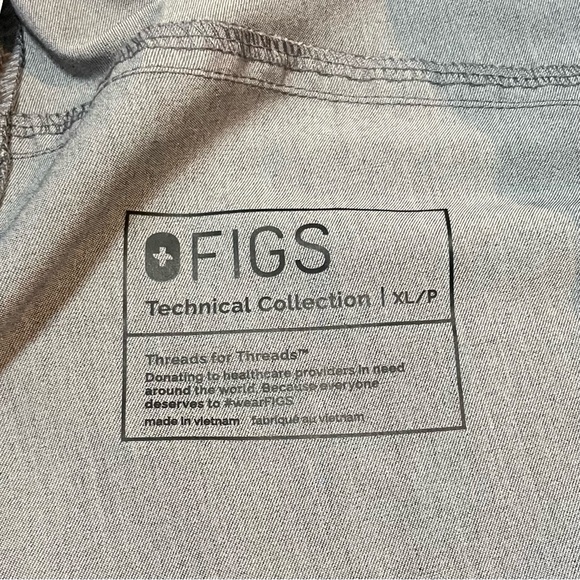 FIGS
Technical Collection | XL/P
Threads for Threads™
Donating to healthcare providers in need
around the world. Because everyone
deserves to #wearFIGS
made in vietnam fabriqué au vietnam